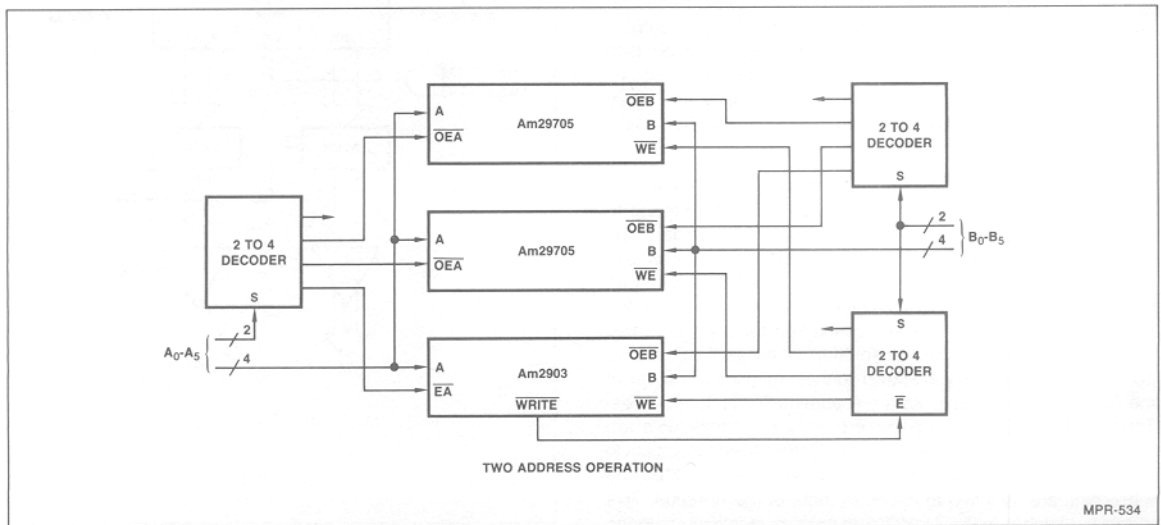 A
Am29705
OEB
B
WE
OEA
2 TO 4
DECODER
S
2 TO 4
DECODER
S
A
Am29705
OEB
B
WE
OEA
2
4
B₀-B₅
A₀-A₅
2
4
A
Am2903
OEB
B
WE
EA
WRITE
S
2 TO 4
DECODER
E
TWO ADDRESS OPERATION
MPR-534